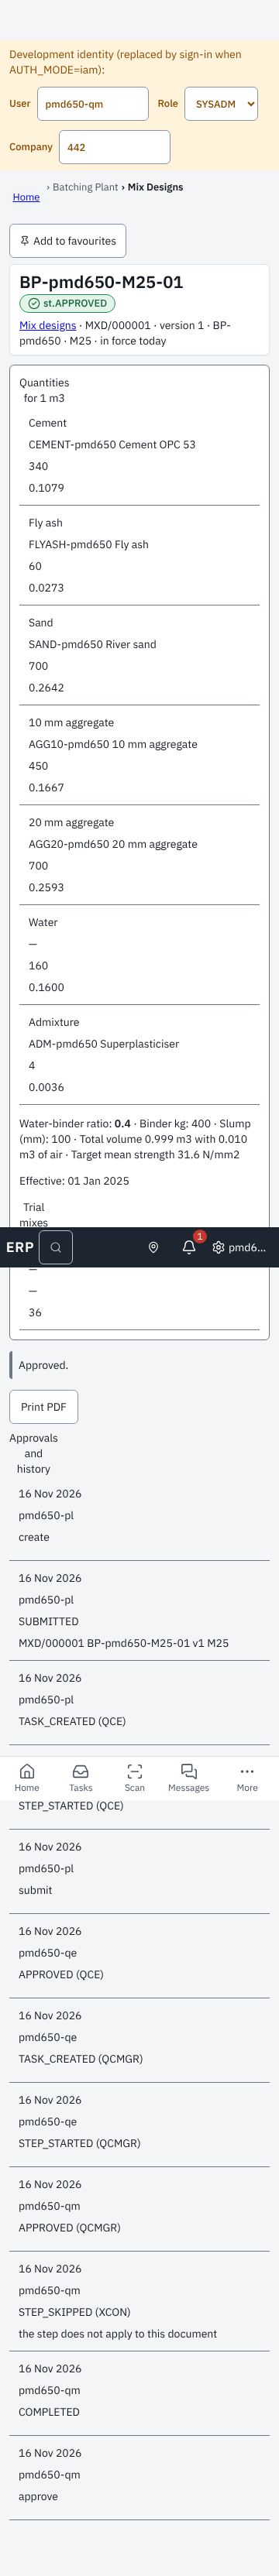 Development identity (replaced by sign-in when
AUTH_MODE=iam):
User pmd650-qm Role SYSADM
Company 442
Home › Batching Plant › Mix Designs
Add to favourites
BP-pmd650-M25-01
st.APPROVED
Mix designs · MXD/000001 · version 1 · BP-
pmd650 · M25 · in force today
Quantities
for 1 m3
Cement
CEMENT-pmd650 Cement OPC 53
340
0.1079
Fly ash
FLYASH-pmd650 Fly ash
60
0.0273
Sand
SAND-pmd650 River sand
700
0.2642
10 mm aggregate
AGG10-pmd650 10 mm aggregate
450
0.1667
20 mm aggregate
AGG20-pmd650 20 mm aggregate
700
0.2593
Water
—
160
0.1600
Admixture
ADM-pmd650 Superplasticiser
4
0.0036
Water-binder ratio: 0.4 · Binder kg: 400 · Slump
(mm): 100 · Total volume 0.999 m3 with 0.010
m3 of air · Target mean strength 31.6 N/mm2
Effective: 01 Jan 2025
Trial
mixes
ERP 1 pmd6...
—
—
36
Approved.
Print PDF
Approvals
and
history
16 Nov 2026
pmd650-pl
create
16 Nov 2026
pmd650-pl
SUBMITTED
MXD/000001 BP-pmd650-M25-01 v1 M25
16 Nov 2026
pmd650-pl
TASK_CREATED (QCE)
Home Tasks Scan Messages More
STEP_STARTED (QCE)
16 Nov 2026
pmd650-pl
submit
16 Nov 2026
pmd650-qe
APPROVED (QCE)
16 Nov 2026
pmd650-qe
TASK_CREATED (QCMGR)
16 Nov 2026
pmd650-qe
STEP_STARTED (QCMGR)
16 Nov 2026
pmd650-qm
APPROVED (QCMGR)
16 Nov 2026
pmd650-qm
STEP_SKIPPED (XCON)
the step does not apply to this document
16 Nov 2026
pmd650-qm
COMPLETED
16 Nov 2026
pmd650-qm
approve